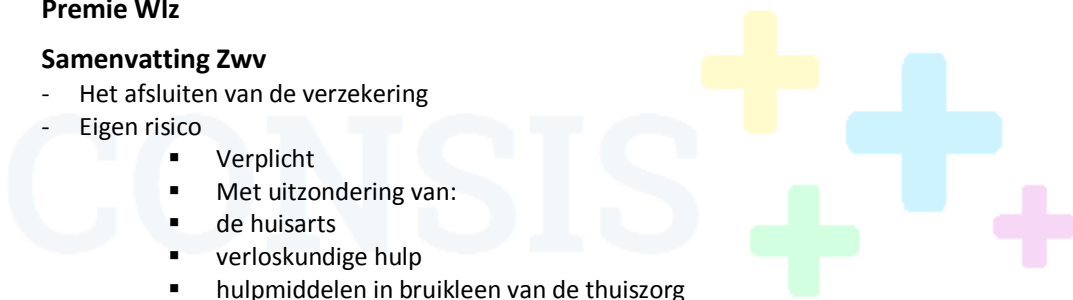 Premie Wlz
Samenvatting Zwv
- Het afsluiten van de verzekering
- Eigen risico
▪ Verplicht
▪ Met uitzondering van:
▪ de huisarts
▪ verloskundige hulp
▪ hulpmiddelen in bruikleen van de thuiszorg
CONSIS